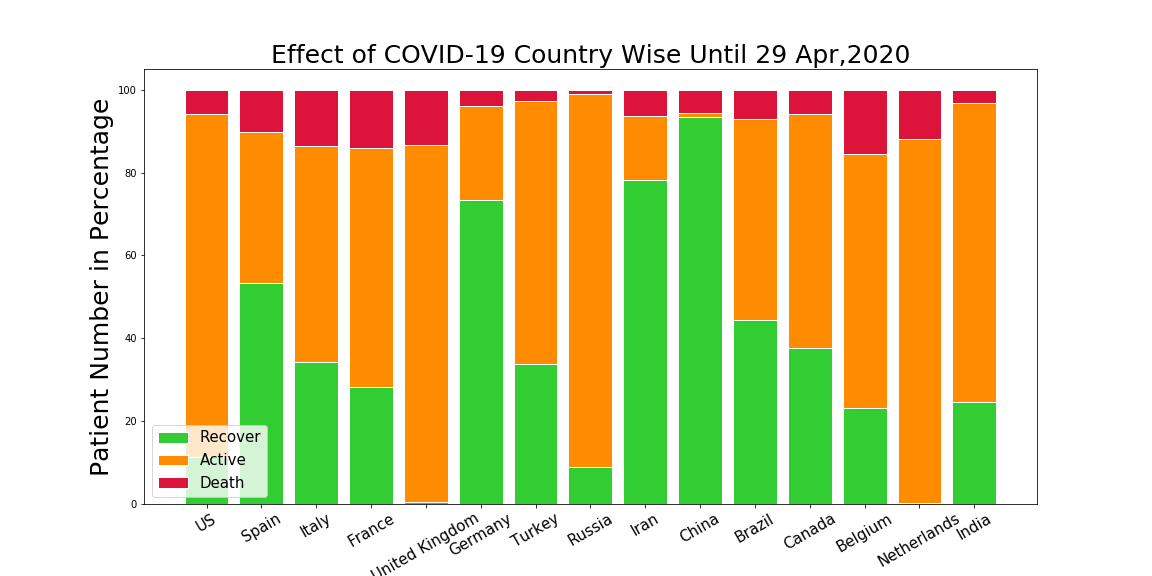 Effect of COVID-19 Country Wise Until 29 Apr,2020
Patient Number in Percentage
100
80
60
40
20
0
Recover
Active
Death
US
Spain
Italy
France
United Kingdom
Germany
Turkey
Russia
Iran
China
Brazil
Canada
Belgium
Netherlands
India